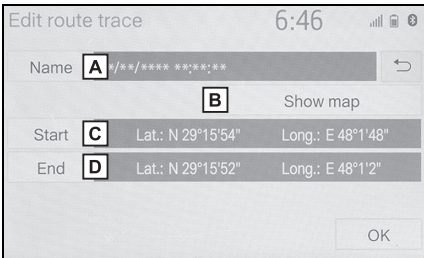 Edit route trace 6:46
Name A */**/**** **:**:**
B Show map
Start C Lat.: N 29°15'54" Long.: E 48°1'48"
End D Lat.: N 29°15'52" Long.: E 48°1'2"
OK